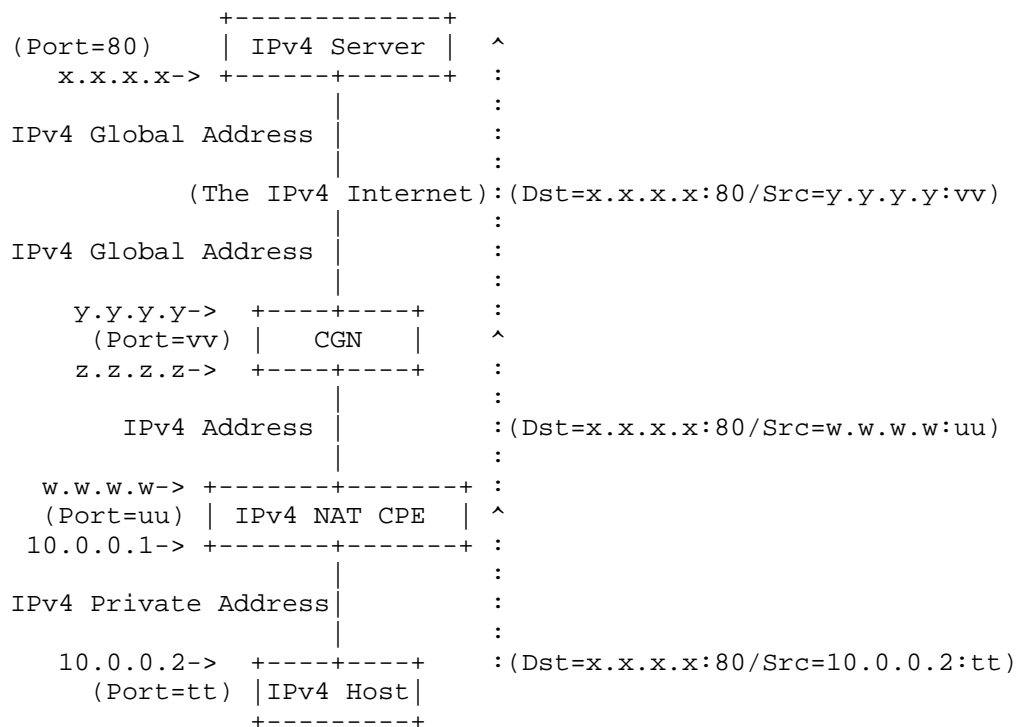 +-------------+
(Port=80) | IPv4 Server | ^
x.x.x.x-> +------+------+ :
| :
IPv4 Global Address | :
| :
(The IPv4 Internet):(Dst=x.x.x.x:80/Src=y.y.y.y:vv)
| :
IPv4 Global Address | :
| :
y.y.y.y-> +----+----+ :
(Port=vv) | CGN | ^
z.z.z.z-> +----+----+ :
| :
IPv4 Address | :(Dst=x.x.x.x:80/Src=w.w.w.w:uu)
| :
w.w.w.w-> +-------+-------+ :
(Port=uu) | IPv4 NAT CPE | ^
10.0.0.1-> +-------+-------+ :
| :
IPv4 Private Address| :
| :
10.0.0.2-> +----+----+ :(Dst=x.x.x.x:80/Src=10.0.0.2:tt)
(Port=tt) |IPv4 Host|
+---------+